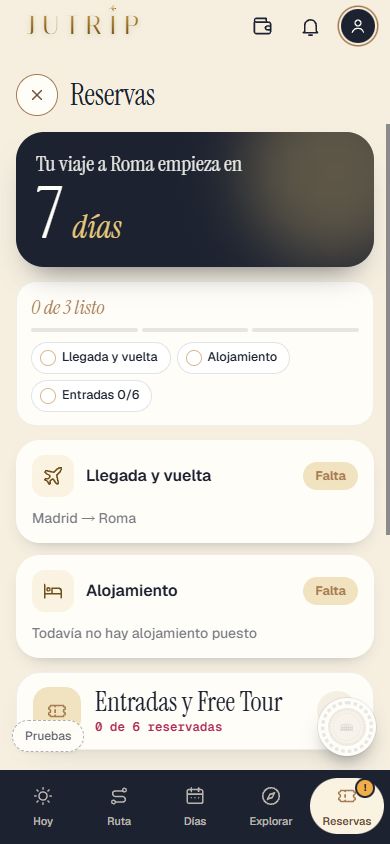 JUTRIP
Reservas
Tu viaje a Roma empieza en
7 días
0 de 3 listo
Llegada y vuelta
Alojamiento
Entradas 0/6
Llegada y vuelta
Falta
Madrid → Roma
Alojamiento
Falta
Todavía no hay alojamiento puesto
Entradas y Free Tour
0 de 6 reservadas
Pruebas
!
Hoy
Ruta
Días
Explorar
Reservas